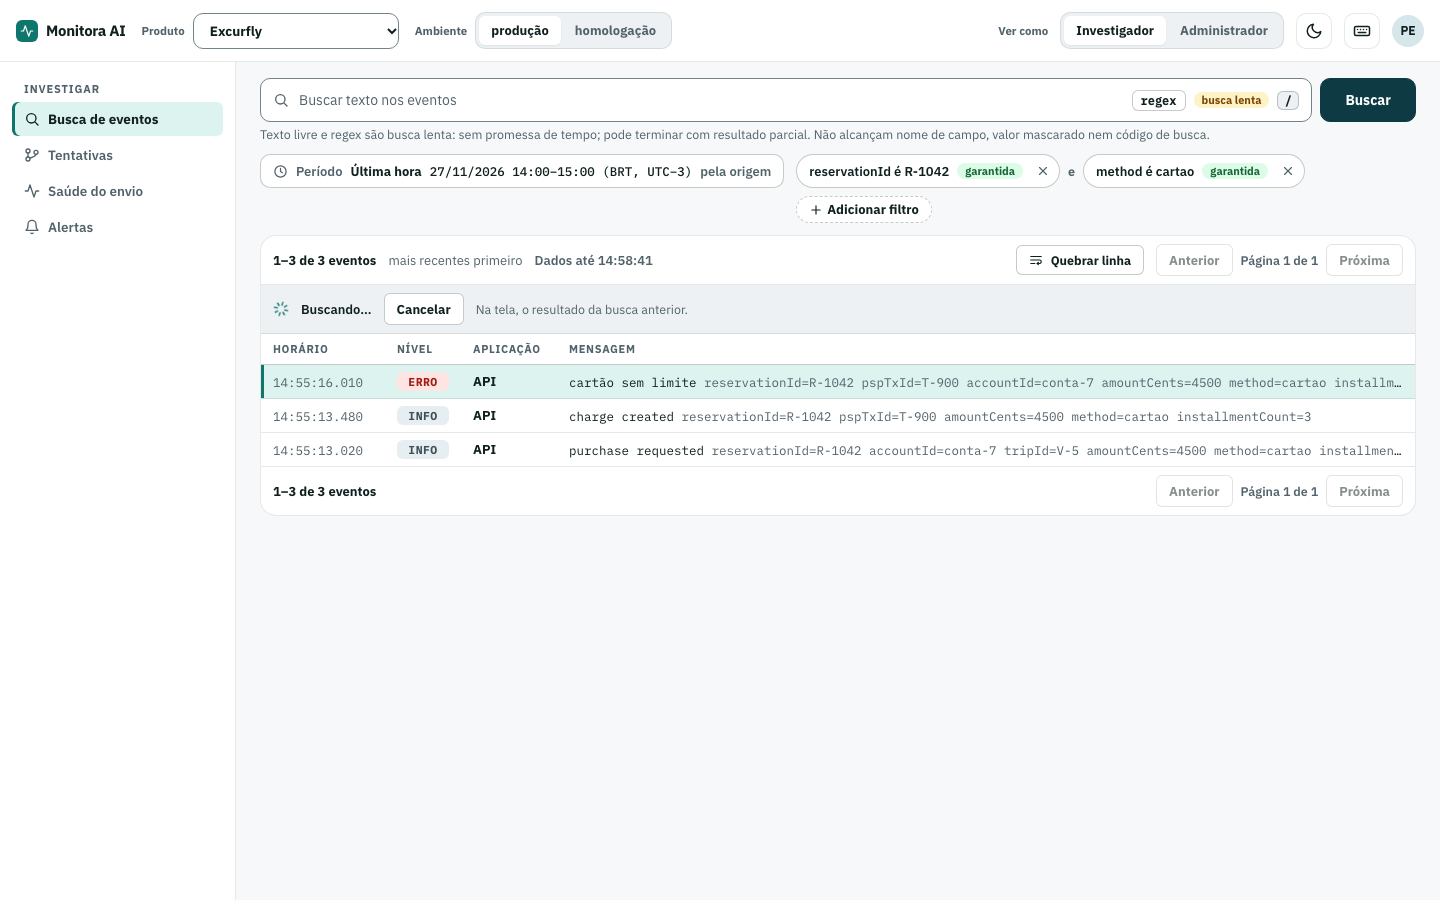 Monitora AI Produto Excurfly Ambiente produção homologação Ver como Investigador Administrador PE
INVESTIGAR
Busca de eventos
Tentativas
Saúde do envio
Alertas
Buscar texto nos eventos regex busca lenta / Buscar
Texto livre e regex são busca lenta: sem promessa de tempo; pode terminar com resultado parcial. Não alcançam nome de campo, valor mascarado nem código de busca.
Período Última hora 27/11/2026 14:00–15:00 (BRT, UTC−3) pela origem reservationId é R-1042 garantida × e method é cartao garantida ×
+ Adicionar filtro
1–3 de 3 eventos mais recentes primeiro Dados até 14:58:41 Quebrar linha Anterior Página 1 de 1 Próxima
Buscando… Cancelar Na tela, o resultado da busca anterior.
HORÁRIO NÍVEL APLICAÇÃO MENSAGEM
14:55:16.010 ERRO API cartão sem limite reservationId=R-1042 pspTxId=T-900 accountId=conta-7 amountCents=4500 method=cartao installm…
14:55:13.480 INFO API charge created reservationId=R-1042 pspTxId=T-900 amountCents=4500 method=cartao installmentCount=3
14:55:13.020 INFO API purchase requested reservationId=R-1042 accountId=conta-7 tripId=V-5 amountCents=4500 method=cartao installmen…
1–3 de 3 eventos Anterior Página 1 de 1 Próxima